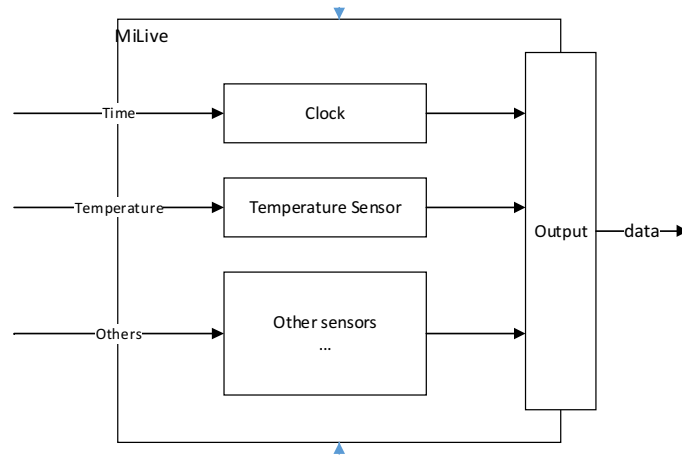 MiLive
Time
Clock
Temperature
Temperature Sensor
Output
data
Others
Other sensors
...